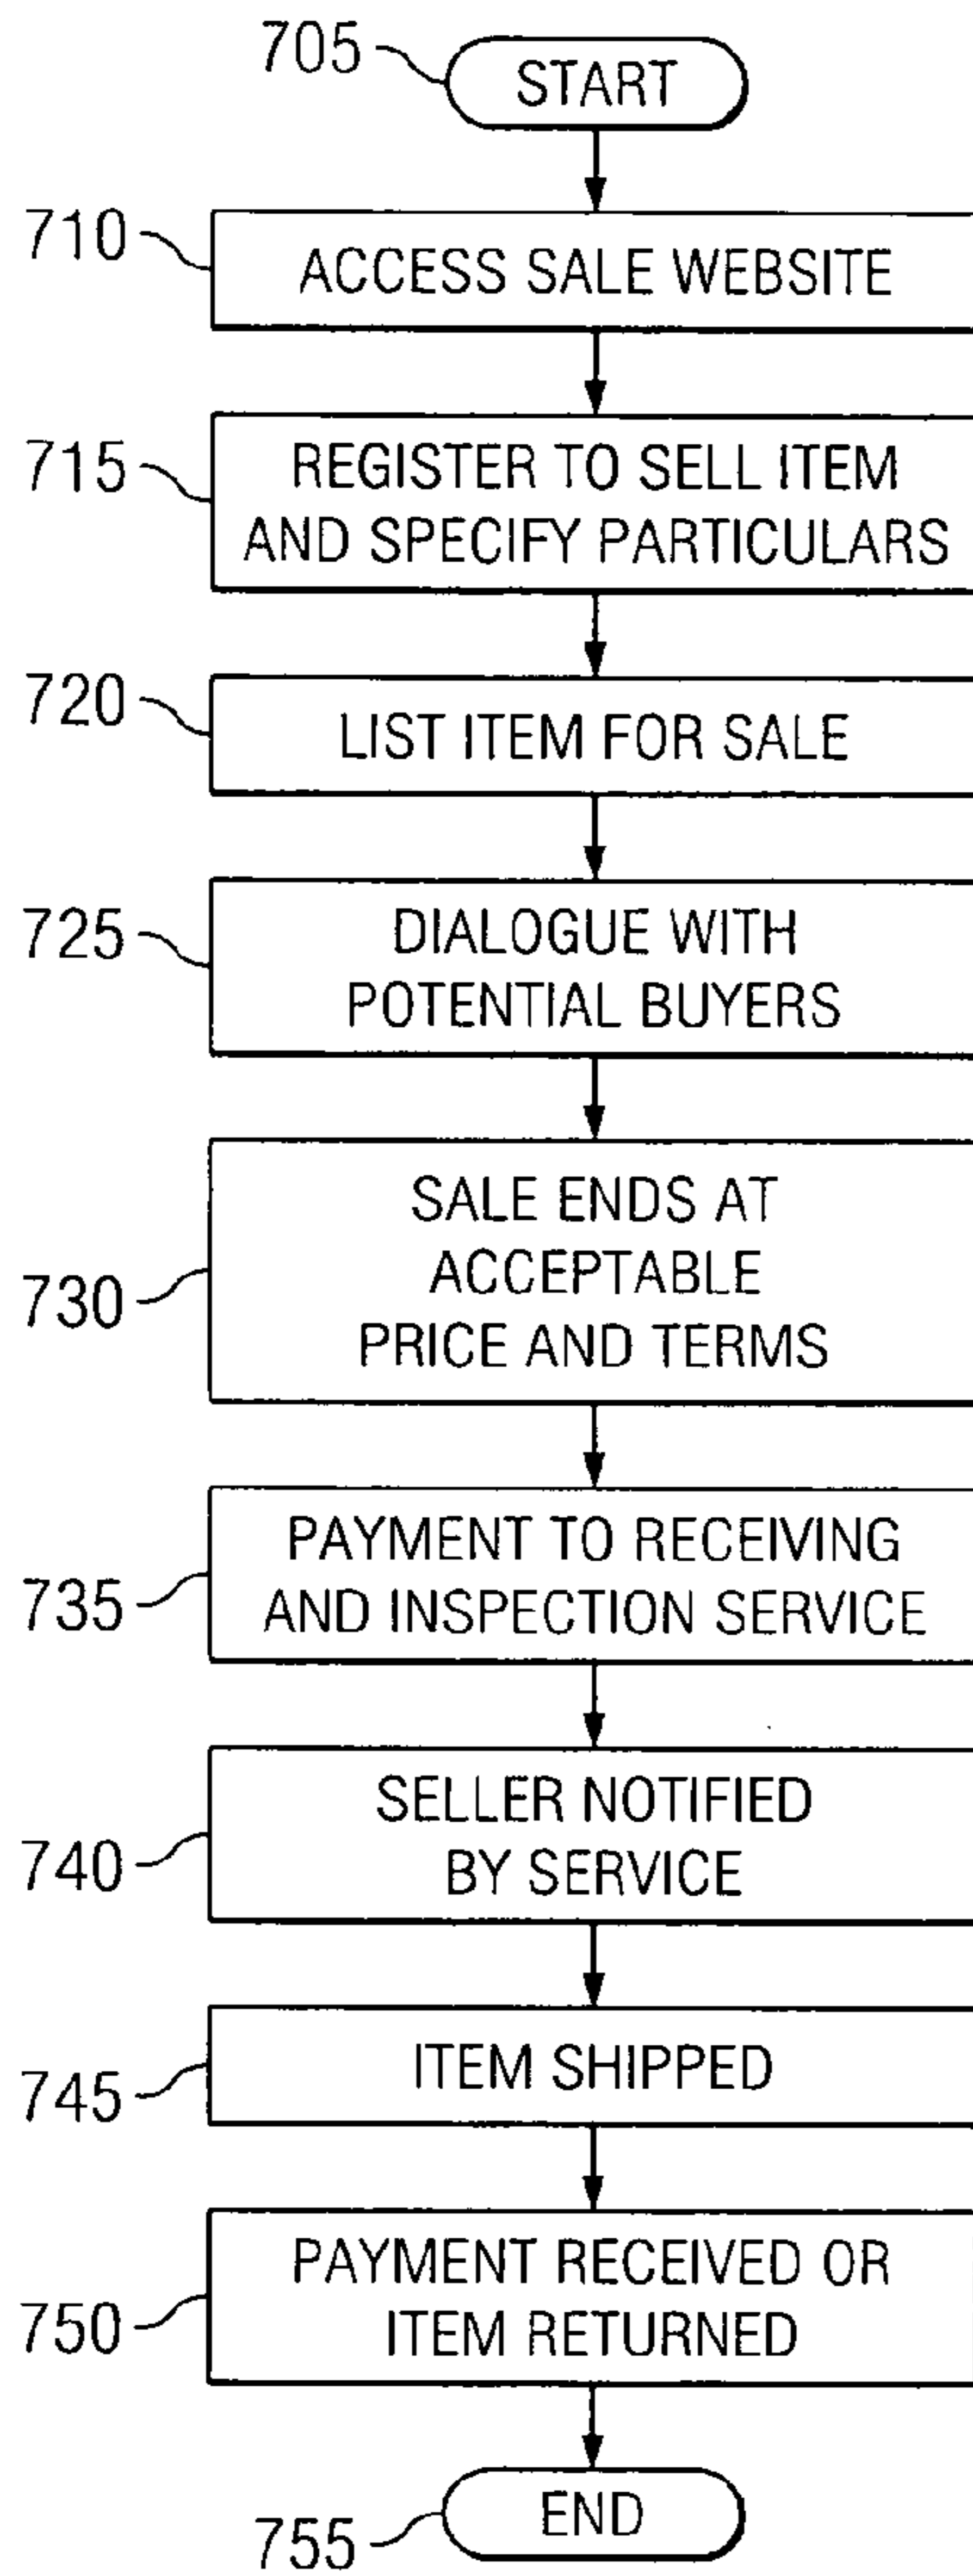 705
START
710
ACCESS SALE WEBSITE
715
REGISTER TO SELL ITEM
AND SPECIFY PARTICULARS
720
LIST ITEM FOR SALE
725
DIALOGUE WITH
POTENTIAL BUYERS
730
SALE ENDS AT
ACCEPTABLE
PRICE AND TERMS
735
PAYMENT TO RECEIVING
AND INSPECTION SERVICE
740
SELLER NOTIFIED
BY SERVICE
745
ITEM SHIPPED
750
PAYMENT RECEIVED OR
ITEM RETURNED
755
END